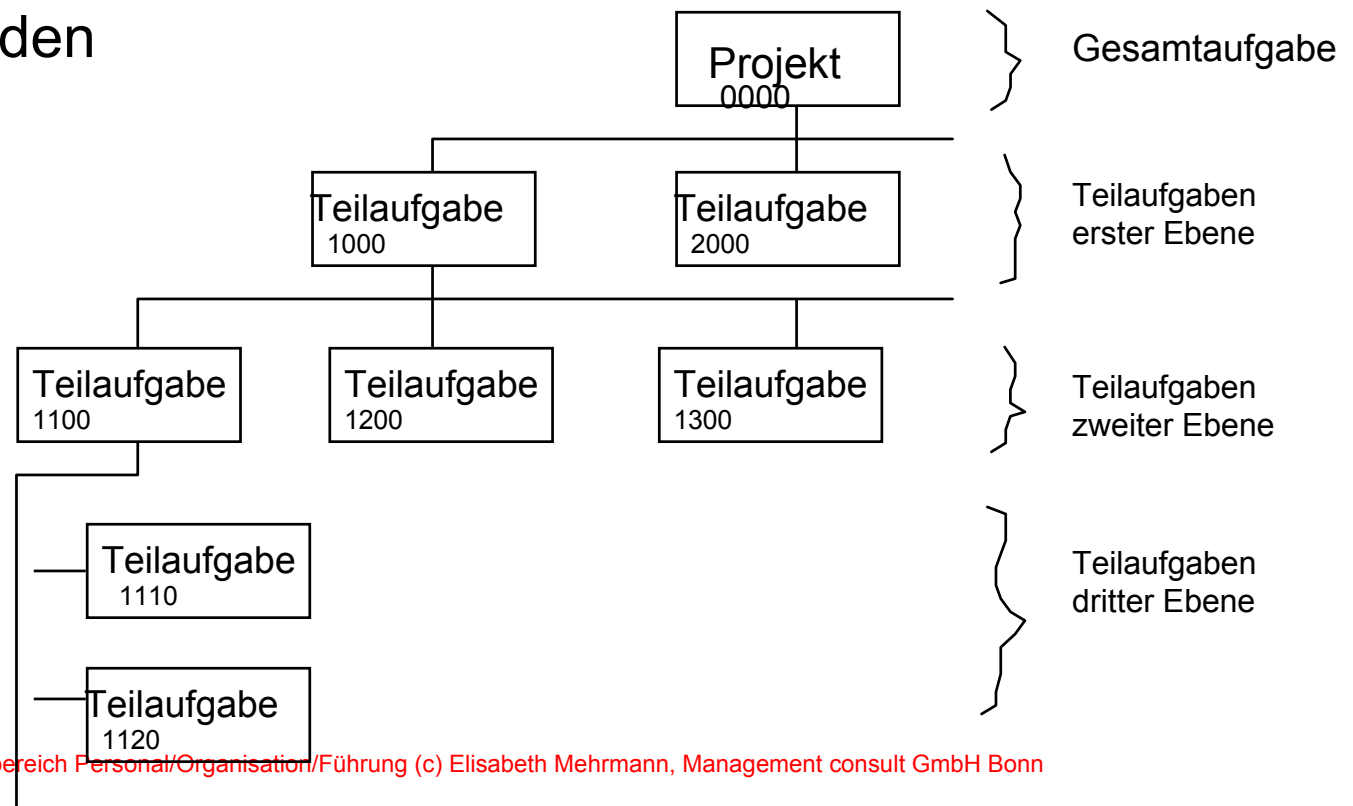 den
Projekt
0000
Gesamtaufgabe
Teilaufgabe
1000
Teilaufgabe
2000
Teilaufgaben
erster Ebene
Teilaufgabe
1100
Teilaufgabe
1200
Teilaufgabe
1300
Teilaufgaben
zweiter Ebene
Teilaufgabe
1110
Teilaufgaben
dritter Ebene
Teilaufgabe
1120
bereich Personal/Organisation/Führung (c) Elisabeth Mehrmann, Management consult GmbH Bonn